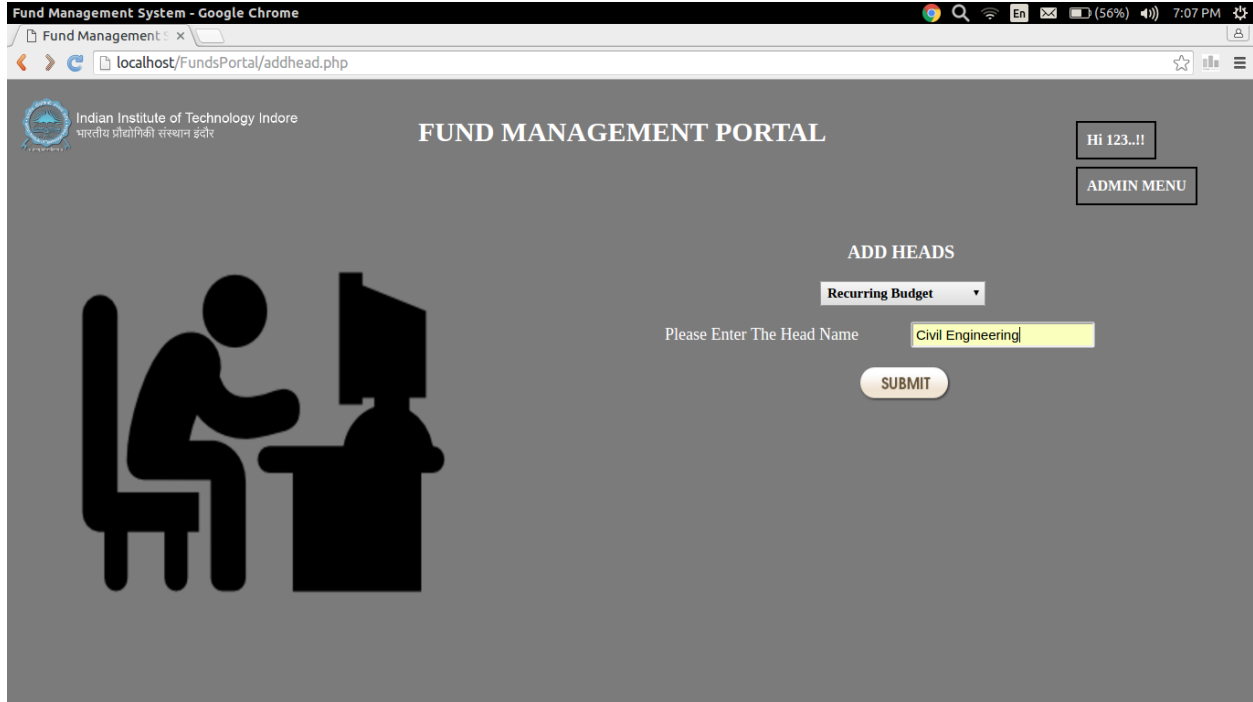 Fund Management System - Google Chrome
En (56%) 7:07 PM
Fund Management S
localhost/FundsPortal/addhead.php
Indian Institute of Technology Indore
भारतीय प्रौद्योगिकी संस्थान इंदौर
FUND MANAGEMENT PORTAL
Hi 123..!!
ADMIN MENU
ADD HEADS
Recurring Budget
Please Enter The Head Name Civil Engineering
SUBMIT